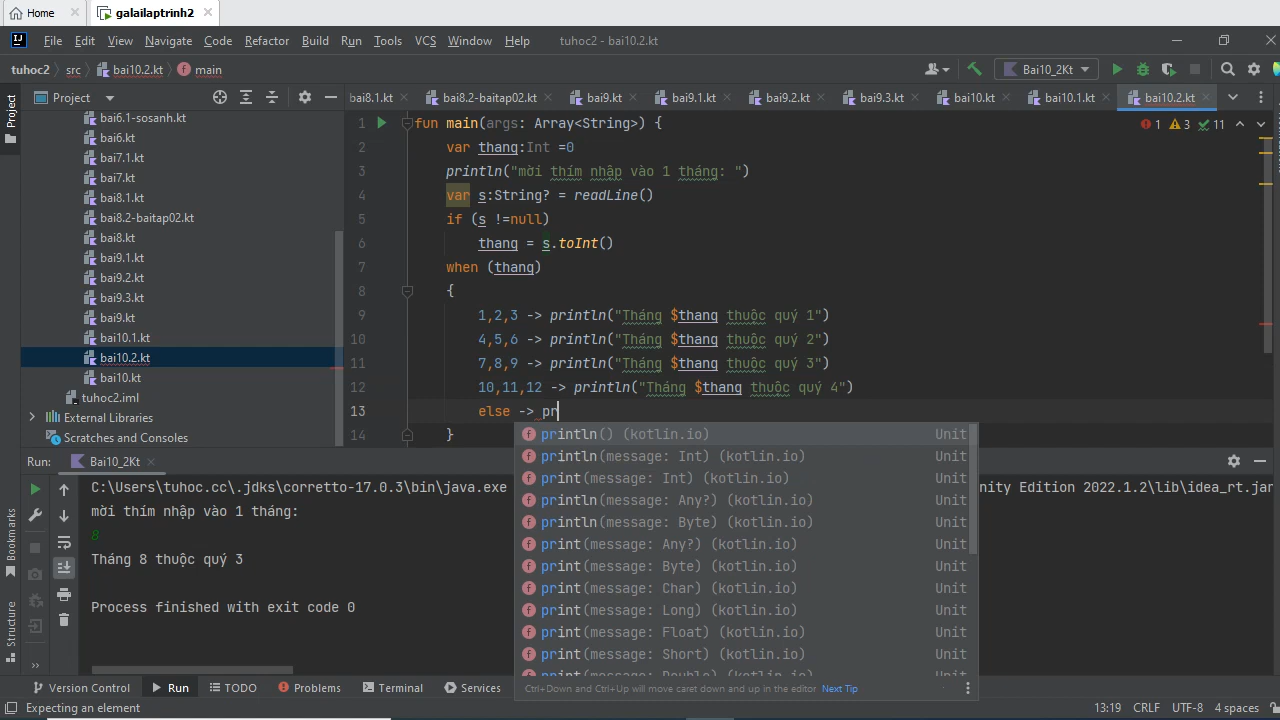 Home
galailaptrinh2
File Edit View Navigate Code Refactor Build Run Tools VCS Window Help tuhoc2 - bai10.2.kt
tuhoc2 src bai10.2.kt main Bai10_2Kt
Project
bai8.1.kt bai8.2-baitap02.kt bai9.kt bai9.1.kt bai9.2.kt bai9.3.kt bai10.kt bai10.1.kt bai10.2.kt
Project
bai6.1-sosanh.kt
bai6.kt
bai7.1.kt
bai7.kt
bai8.1.kt
bai8.2-baitap02.kt
bai8.kt
bai9.1.kt
bai9.2.kt
bai9.3.kt
bai9.kt
bai10.1.kt
bai10.2.kt
bai10.kt
tuhoc2.iml
External Libraries
Scratches and Consoles
1 fun main(args: Array<String>) {
1 3 11
2 var thang:Int =0
3 println("mời thím nhập vào 1 tháng: ")
4 var s:String? = readLine()
5 if (s !=null)
6 thang = s.toInt()
7 when (thang)
8 {
9 1,2,3 -> println("Tháng $thang thuộc quý 1")
10 4,5,6 -> println("Tháng $thang thuộc quý 2")
11 7,8,9 -> println("Tháng $thang thuộc quý 3")
12 10,11,12 -> println("Tháng $thang thuộc quý 4")
13 else -> pr
14 }
println() (kotlin.io) Unit
println(message: Int) (kotlin.io) Unit
print(message: Int) (kotlin.io) Unit
println(message: Any?) (kotlin.io) Unit
println(message: Byte) (kotlin.io) Unit
print(message: Any?) (kotlin.io) Unit
print(message: Byte) (kotlin.io) Unit
print(message: Char) (kotlin.io) Unit
print(message: Long) (kotlin.io) Unit
print(message: Float) (kotlin.io) Unit
print(message: Short) (kotlin.io) Unit
print(message: Double) (kotlin.io) Unit
Ctrl+Down and Ctrl+Up will move caret down and up in the editor Next Tip
Run: Bai10_2Kt
C:\Users\tuhoc.cc\.jdks\corretto-17.0.3\bin\java.exe
nity Edition 2022.1.2\lib\idea_rt.jar
mời thím nhập vào 1 tháng:
8
Tháng 8 thuộc quý 3
Process finished with exit code 0
Bookmarks
Structure
Version Control Run TODO Problems Terminal Services
Expecting an element 13:19 CRLF UTF-8 4 spaces